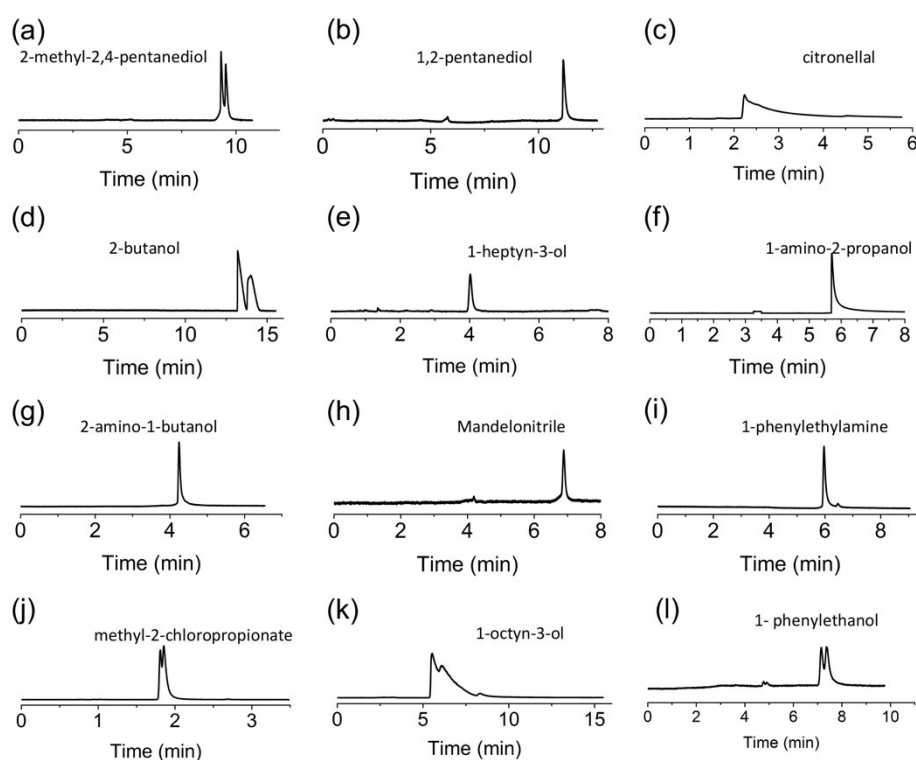 (a)
2-methyl-2,4-pentanediol
0 5 10
Time (min)
(b)
1,2-pentanediol
0 5 10
Time (min)
(c)
citronellal
0 1 2 3 4 5 6
Time (min)
(d)
2-butanol
0 5 10 15
Time (min)
(e)
1-heptyn-3-ol
0 2 4 6 8
Time (min)
(f)
1-amino-2-propanol
0 1 2 3 4 5 6 7 8
Time (min)
(g)
2-amino-1-butanol
0 2 4 6
Time (min)
(h)
Mandelonitrile
0 2 4 6 8
Time (min)
(i)
1-phenylethylamine
0 2 4 6 8
Time (min)
(j)
methyl-2-chloropropionate
0 1 2 3
Time (min)
(k)
1-octyn-3-ol
0 5 10 15
Time (min)
(l)
1- phenylethanol
0 2 4 6 8 10
Time (min)